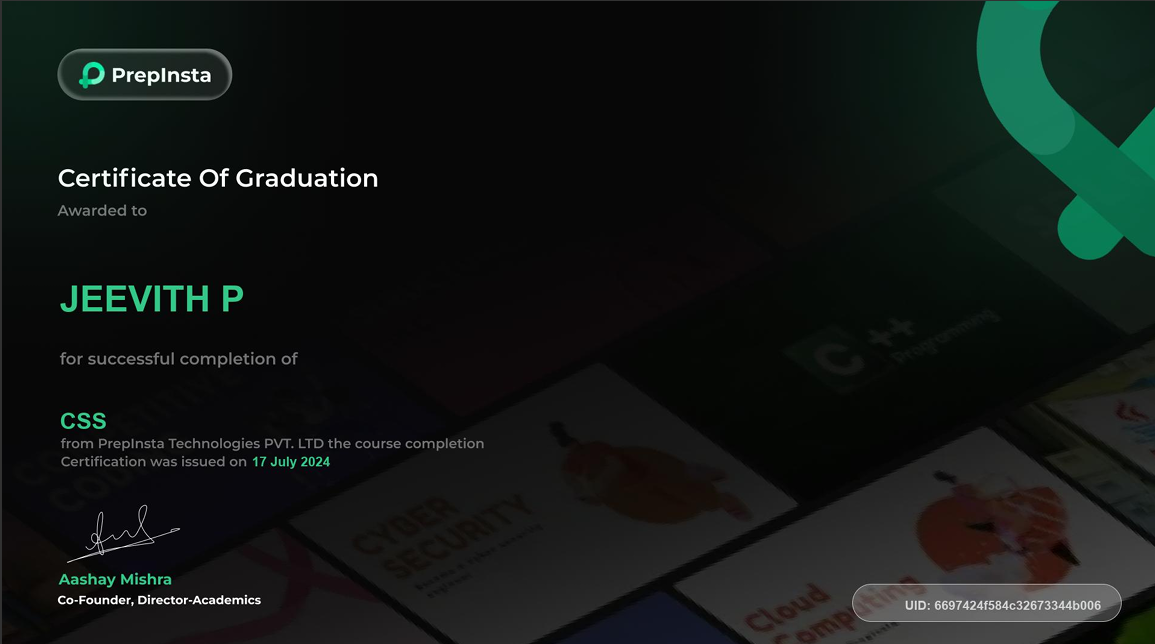 PrepInsta
Certificate Of Graduation
Awarded to
JEEVITH P
for successful completion of
C++
Programming
CSS
from PrepInsta Technologies PVT. LTD the course completion
Certification was issued on 17 July 2024
CYBER
SECURITY
Aashay Mishra
Co-Founder, Director-Academics
Cloud
Computing
UID: 6697424f584c32673344b006